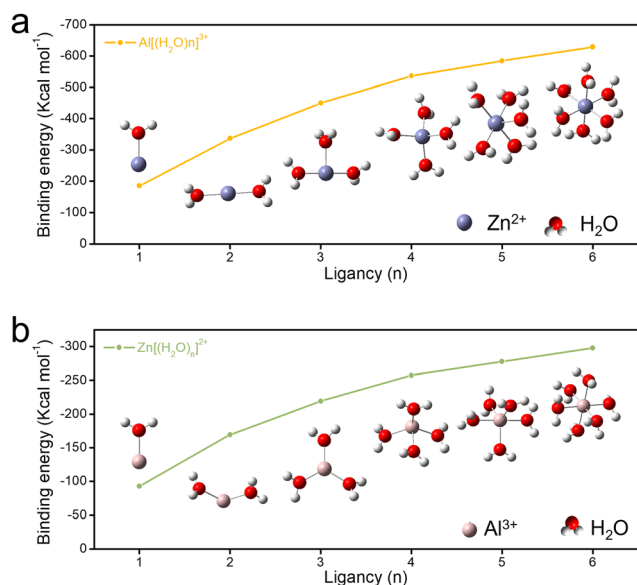 a
Al[(H₂O)n]³⁺
Binding energy (Kcal mol⁻¹)
-700
-600
-500
-400
-300
-200
-100
0
1 2 3 4 5 6
Ligancy (n)
Zn²⁺ H₂O
b
Zn[(H₂O)ₙ]²⁺
Binding energy (Kcal mol⁻¹)
-300
-250
-200
-150
-100
-50
0
1 2 3 4 5 6
Ligancy (n)
Al³⁺ H₂O